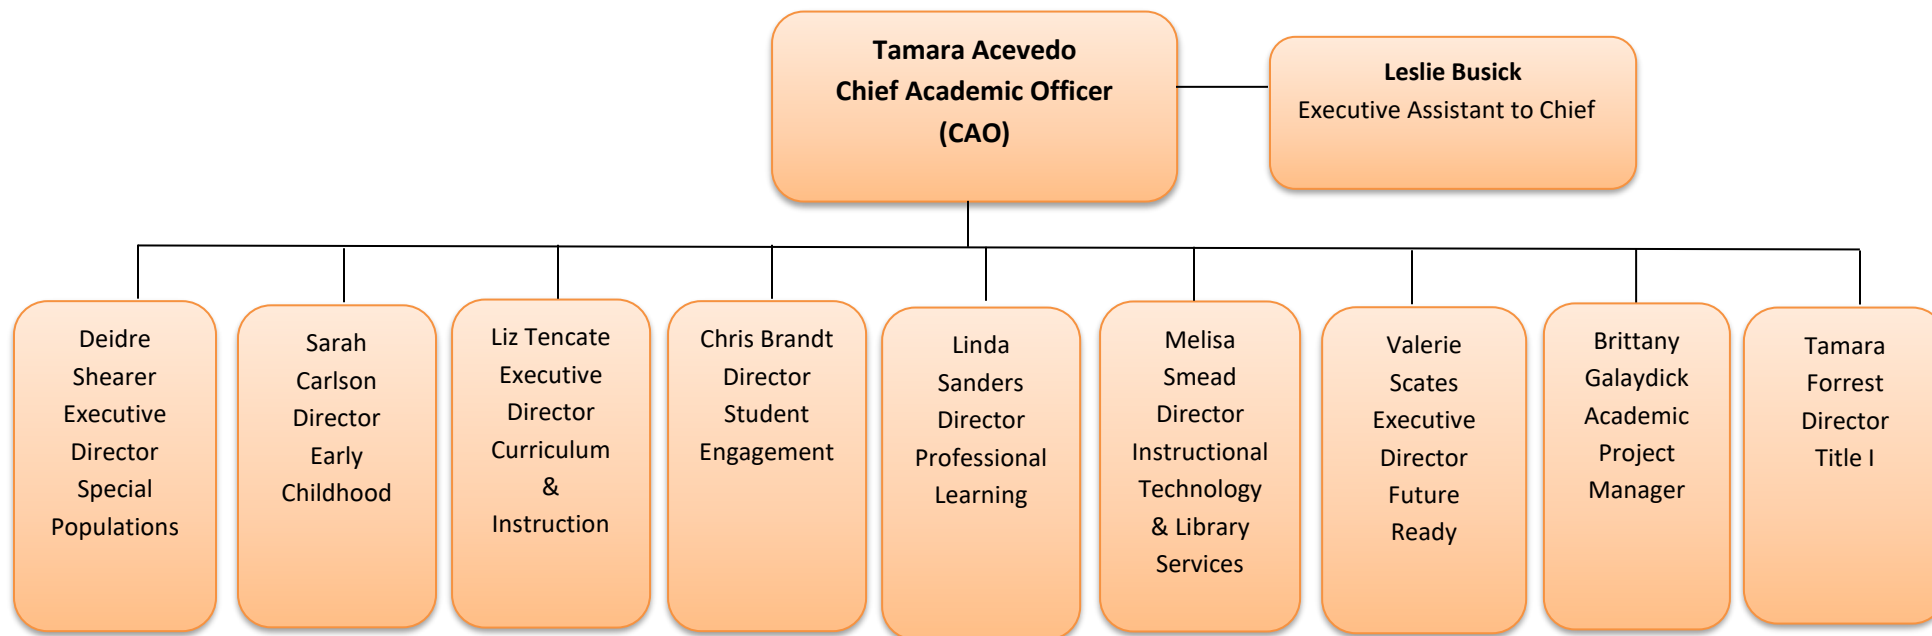 Tamara Acevedo
Chief Academic Officer
(CAO)
Leslie Busick
Executive Assistant to Chief
Deidre
Shearer
Executive
Director
Special
Populations
Sarah
Carlson
Director
Early
Childhood
Liz Tencate
Executive
Director
Curriculum
&
Instruction
Chris Brandt
Director
Student
Engagement
Linda
Sanders
Director
Professional
Learning
Melisa
Smead
Director
Instructional
Technology
& Library
Services
Valerie
Scates
Executive
Director
Future
Ready
Brittany
Galaydick
Academic
Project
Manager
Tamara
Forrest
Director
Title I